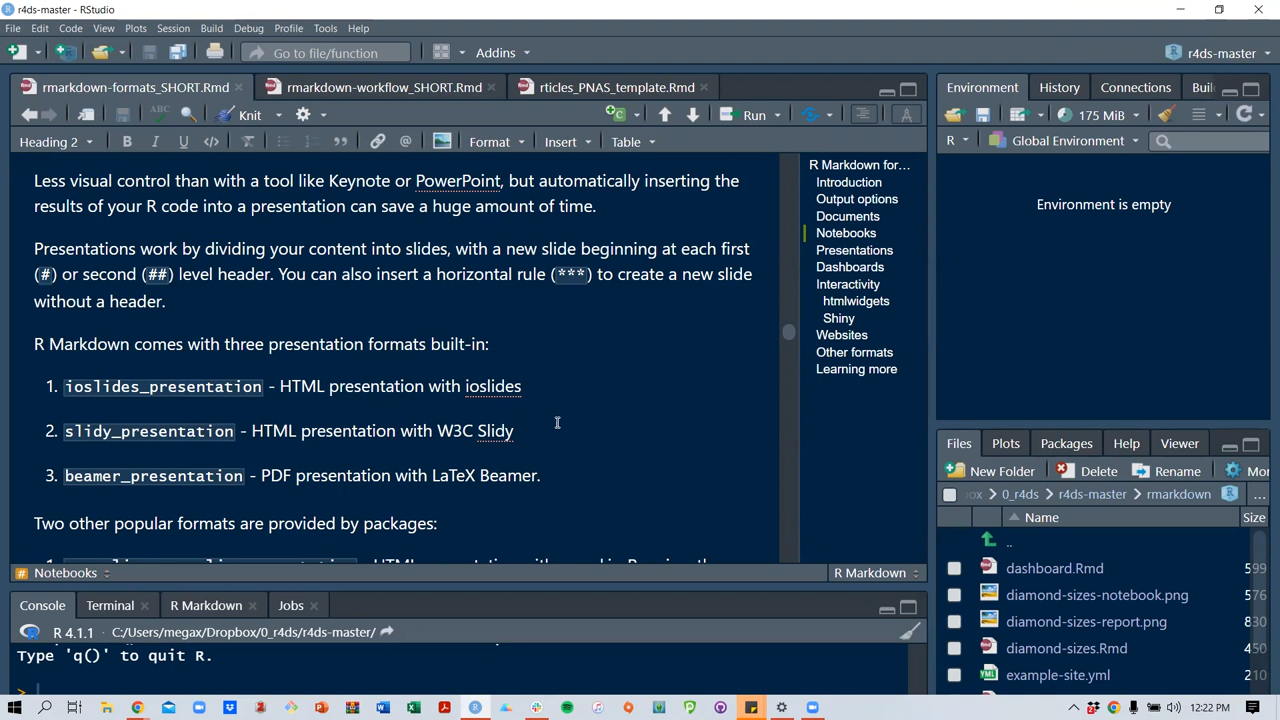 r4ds-master - RStudio
File Edit Code View Plots Session Build Debug Profile Tools Help
Go to file/function
Addins
r4ds-master
rmarkdown-formats_SHORT.Rmd
rmarkdown-workflow_SHORT.Rmd
rticles_PNAS_template.Rmd
ABC
Knit
Run
Heading 2
B I U </>
Format Insert Table
Less visual control than with a tool like Keynote or PowerPoint, but automatically inserting the
results of your R code into a presentation can save a huge amount of time.
Presentations work by dividing your content into slides, with a new slide beginning at each first
(#) or second (##) level header. You can also insert a horizontal rule (***) to create a new slide
without a header.
R Markdown comes with three presentation formats built-in:
1. ioslides_presentation - HTML presentation with ioslides
2. slidy_presentation - HTML presentation with W3C Slidy
3. beamer_presentation - PDF presentation with LaTeX Beamer.
Two other popular formats are provided by packages:
R Markdown for...
Introduction
Output options
Documents
Notebooks
Presentations
Dashboards
Interactivity
htmlwidgets
Shiny
Websites
Other formats
Learning more
# Notebooks
R Markdown
Console Terminal R Markdown Jobs
R 4.1.1 · C:/Users/megax/Dropbox/0_r4ds/r4ds-master/
Type 'q()' to quit R.
>
Environment History Connections
175 MiB
R Global Environment
Environment is empty
Files Plots Packages Help Viewer
New Folder Delete Rename
0_r4ds r4ds-master rmarkdown ...
Name Size
..
dashboard.Rmd 599
diamond-sizes-notebook.png 576
diamond-sizes-report.png 830
diamond-sizes.Rmd 450
example-site.yml 210
12:22 PM